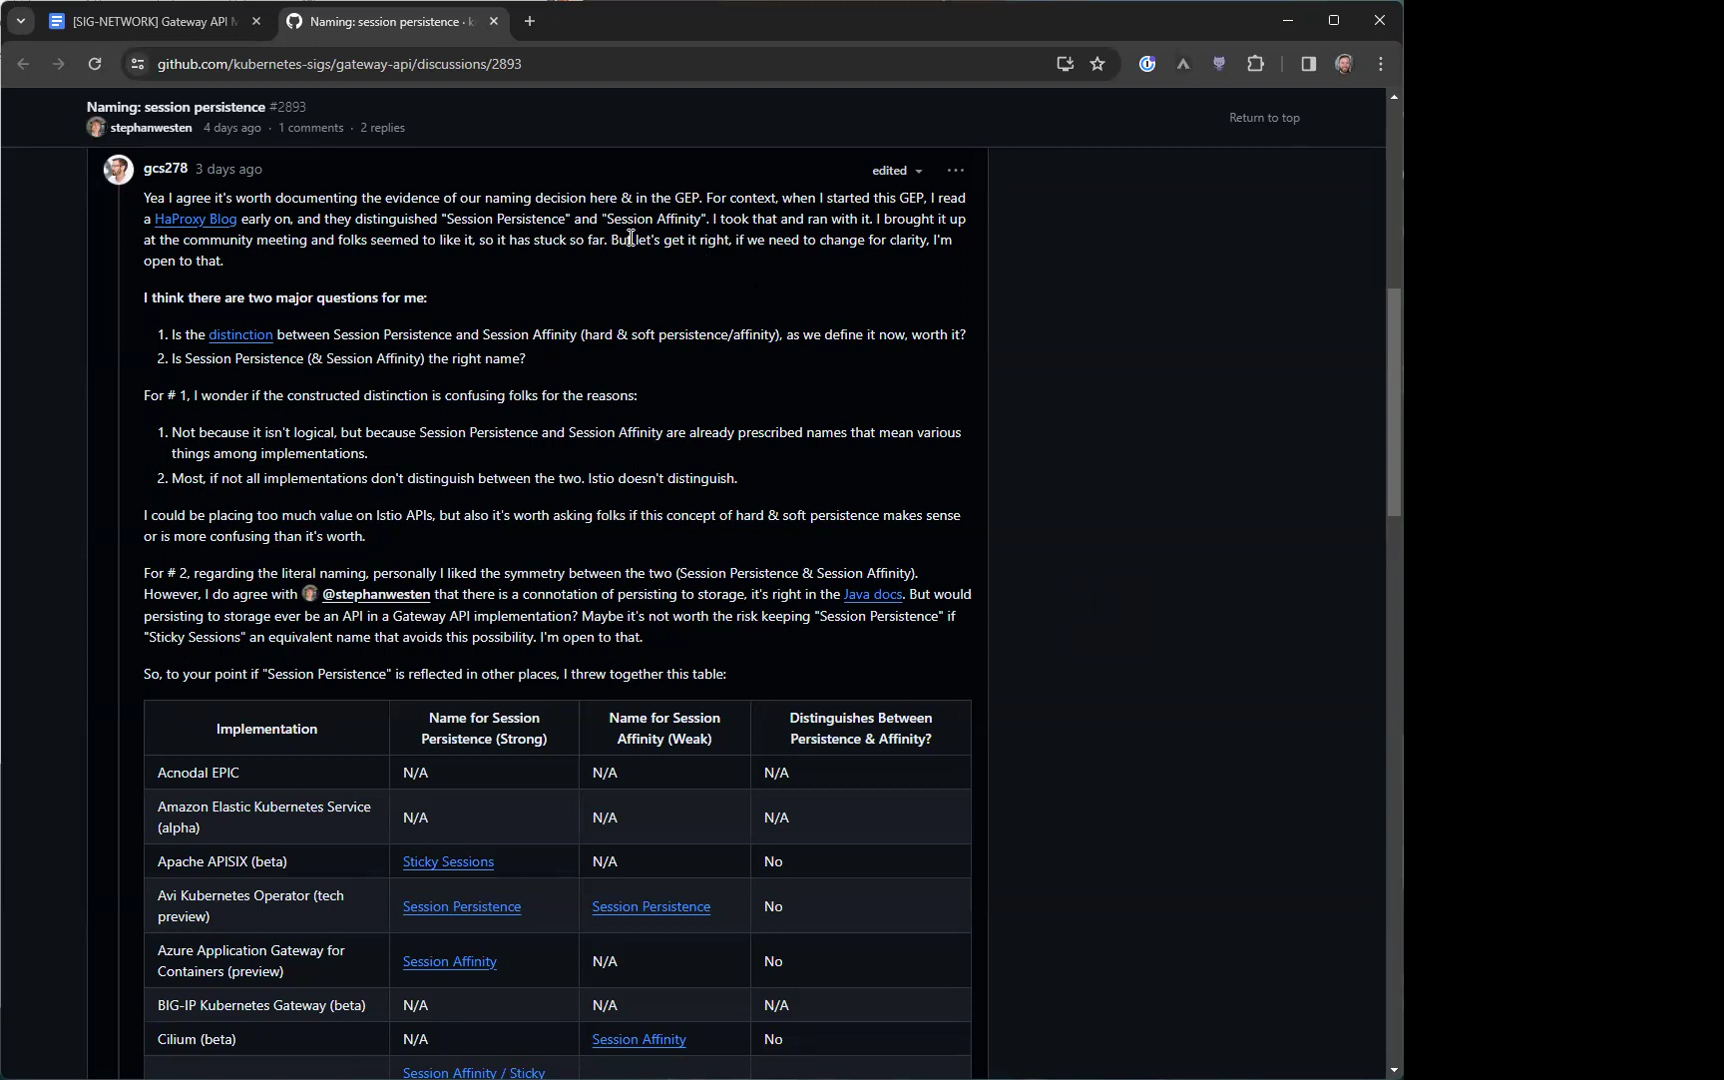 [SIG-NETWORK] Gateway API M
Naming: session persistence · k
github.com/kubernetes-sigs/gateway-api/discussions/2893
Naming: session persistence #2893
stephanwesten 4 days ago · 1 comments · 2 replies
Return to top
gcs278 3 days ago
edited
Yea I agree it's worth documenting the evidence of our naming decision here & in the GEP. For context, when I started this GEP, I read
a HaProxy Blog early on, and they distinguished "Session Persistence" and "Session Affinity". I took that and ran with it. I brought it up
at the community meeting and folks seemed to like it, so it has stuck so far. But let's get it right, if we need to change for clarity, I'm
open to that.
I think there are two major questions for me:
1. Is the distinction between Session Persistence and Session Affinity (hard & soft persistence/affinity), as we define it now, worth it?
2. Is Session Persistence (& Session Affinity) the right name?
For # 1, I wonder if the constructed distinction is confusing folks for the reasons:
1. Not because it isn't logical, but because Session Persistence and Session Affinity are already prescribed names that mean various
things among implementations.
2. Most, if not all implementations don't distinguish between the two. Istio doesn't distinguish.
I could be placing too much value on Istio APIs, but also it's worth asking folks if this concept of hard & soft persistence makes sense
or is more confusing than it's worth.
For # 2, regarding the literal naming, personally I liked the symmetry between the two (Session Persistence & Session Affinity).
However, I do agree with @stephanwesten that there is a connotation of persisting to storage, it's right in the Java docs. But would
persisting to storage ever be an API in a Gateway API implementation? Maybe it's not worth the risk keeping "Session Persistence" if
"Sticky Sessions" an equivalent name that avoids this possibility. I'm open to that.
So, to your point if "Session Persistence" is reflected in other places, I threw together this table:
Implementation
Name for Session
Persistence (Strong)
Name for Session
Affinity (Weak)
Distinguishes Between
Persistence & Affinity?
Acnodal EPIC
N/A
N/A
N/A
Amazon Elastic Kubernetes Service
(alpha)
N/A
N/A
N/A
Apache APISIX (beta)
Sticky Sessions
N/A
No
Avi Kubernetes Operator (tech
preview)
Session Persistence
Session Persistence
No
Azure Application Gateway for
Containers (preview)
Session Affinity
N/A
No
BIG-IP Kubernetes Gateway (beta)
N/A
N/A
N/A
Cilium (beta)
N/A
Session Affinity
No
Session Affinity / Sticky